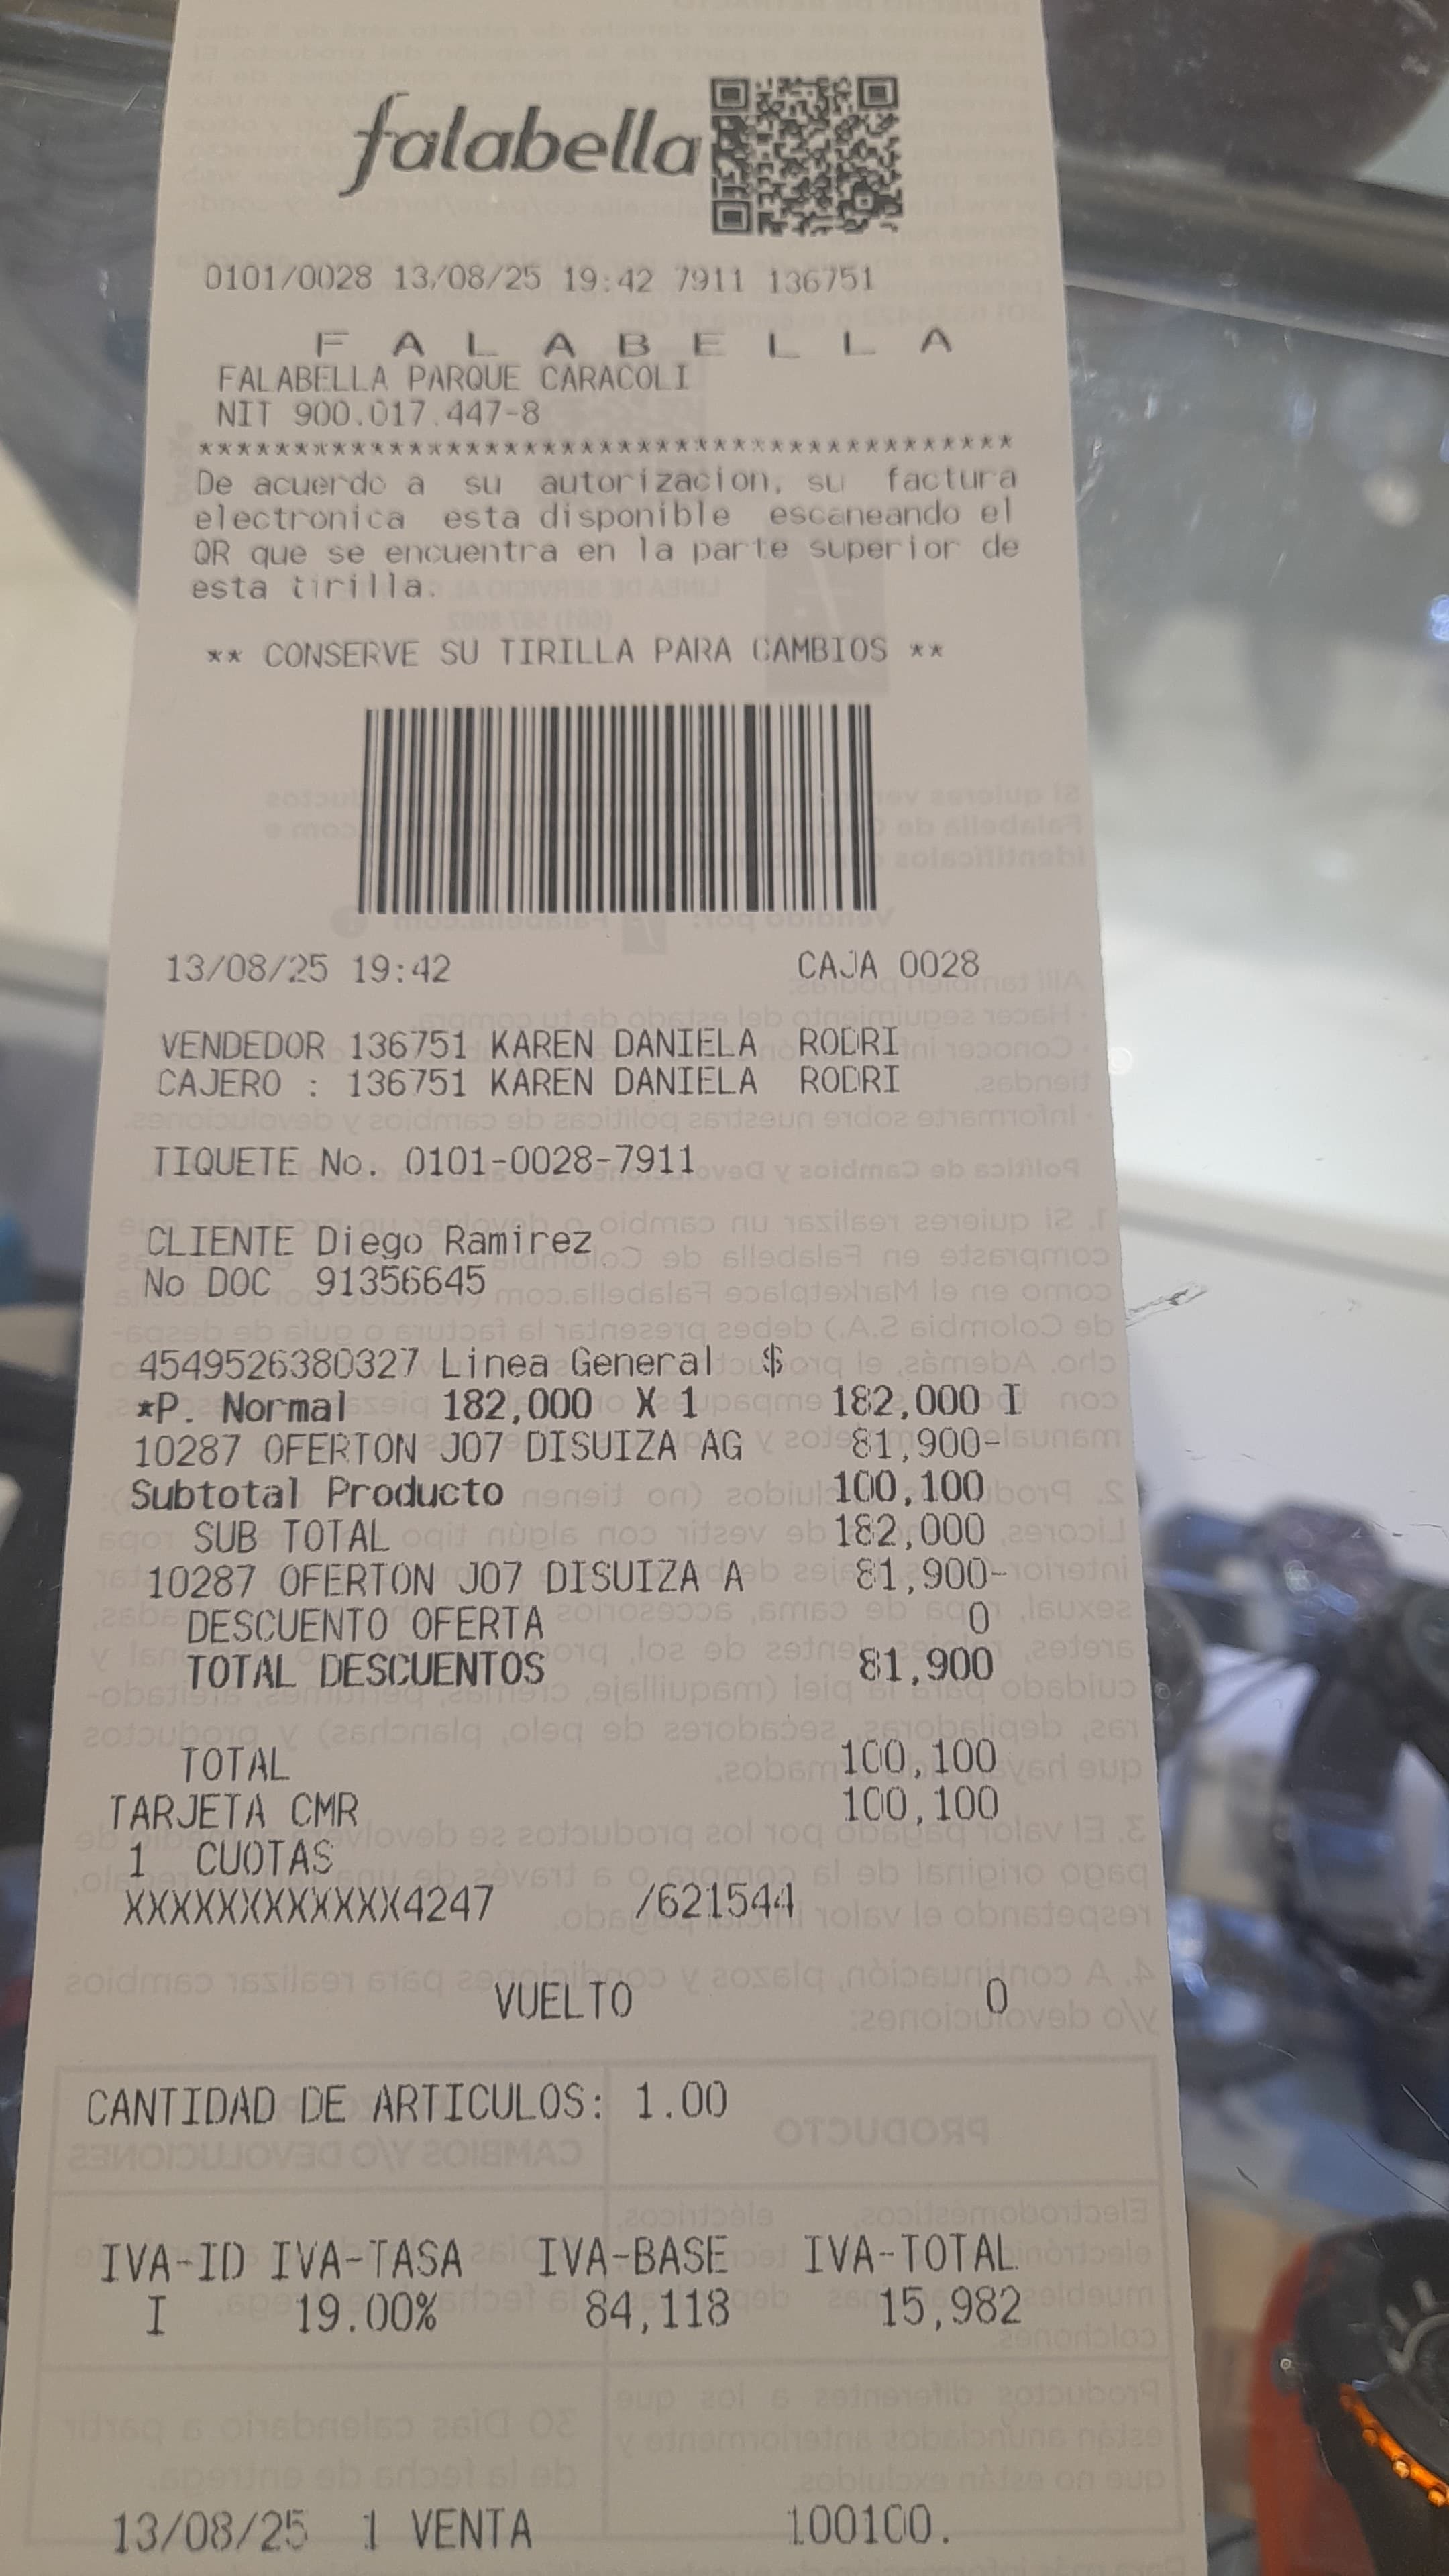 falabella
0101/0028 13/08/25 19:42 7911 136751
F A L A B E L L A
FALABELLA PARQUE CARACOLI
NIT 900.017.447-8
*******************************************
De acuerdo a su autorizacion, su factura
electronica esta disponible escaneando el
QR que se encuentra en la parte superior de
esta tirilla.
** CONSERVE SU TIRILLA PARA CAMBIOS **
13/08/25 19:42 CAJA 0028
VENDEDOR 136751 KAREN DANIELA RODRI
CAJERO : 136751 KAREN DANIELA RODRI
TIQUETE No. 0101-0028-7911
CLIENTE Diego Ramirez
No DOC 91356645
4549526380327 Linea General $
*P. Normal 182,000 X 1 182,000 I
10287 OFERTON J07 DISUIZA AG 81,900-
Subtotal Producto 100,100
SUB TOTAL 182,000
10287 OFERTON J07 DISUIZA A 81,900-
DESCUENTO OFERTA 0
TOTAL DESCUENTOS 81,900
TOTAL 100,100
TARJETA CMR 100,100
1 CUOTAS
XXXXXXXXXXXX4247 /621544
VUELTO 0
CANTIDAD DE ARTICULOS: 1.00
IVA-ID IVA-TASA IVA-BASE IVA-TOTAL
I 19.00% 84,118 15,982
13/08/25 1 VENTA 100100.